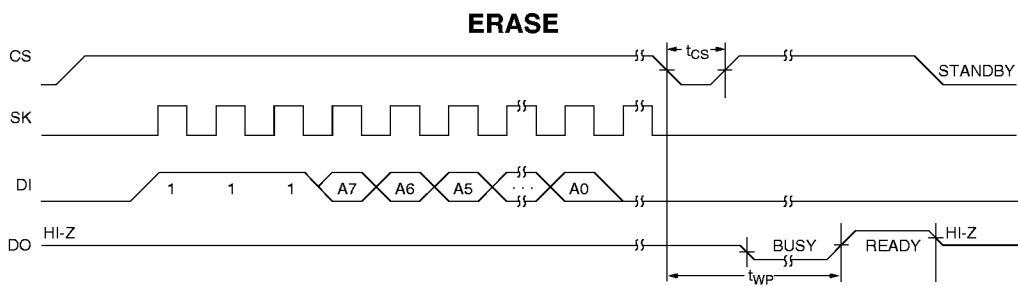 ERASE
CS
tCS
STANDBY
SK
DI
1 1 1 A7 A6 A5 ... A0
DO
HI-Z
BUSY
READY
HI-Z
tWP